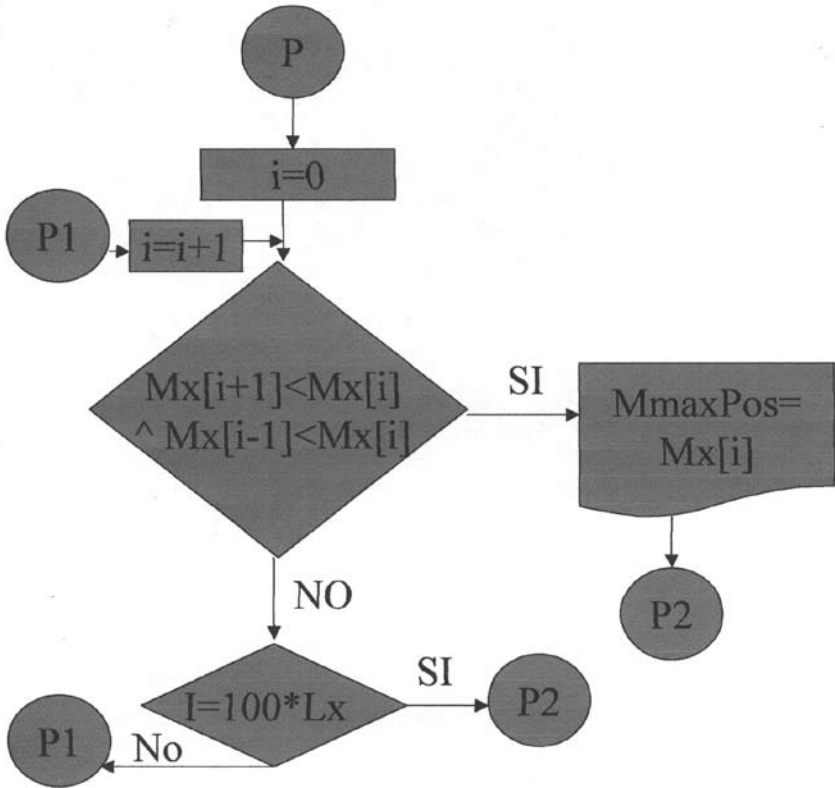 P
i=0
P1
i=i+1
Mx[i+1]<Mx[i]
^ Mx[i-1]<Mx[i]
SI
MmaxPos=
Mx[i]
P2
NO
I=100*Lx
SI
P2
P1
No